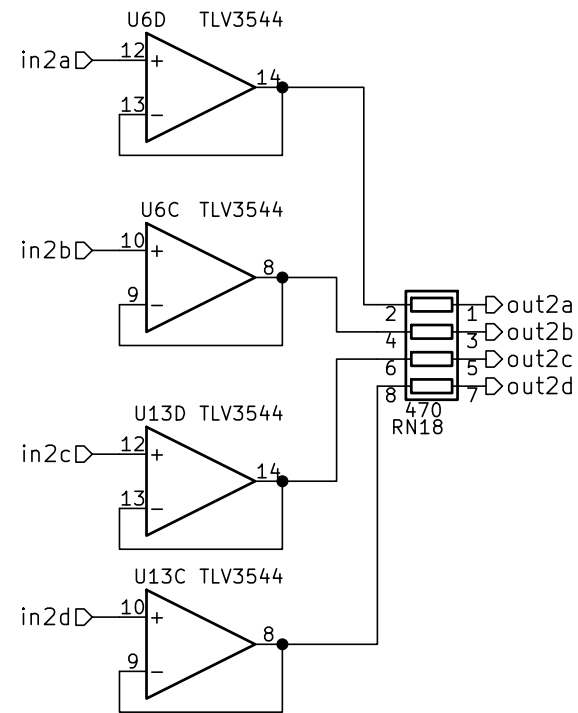 U6D TLV3544
in2a 12 +
14
13 −
U6C TLV3544
in2b 10 +
8
9 −
2 1 out2a
4 3 out2b
6 5 out2c
8 7 out2d
470
RN18
U13D TLV3544
in2c 12 +
14
13 −
U13C TLV3544
in2d 10 +
8
9 −